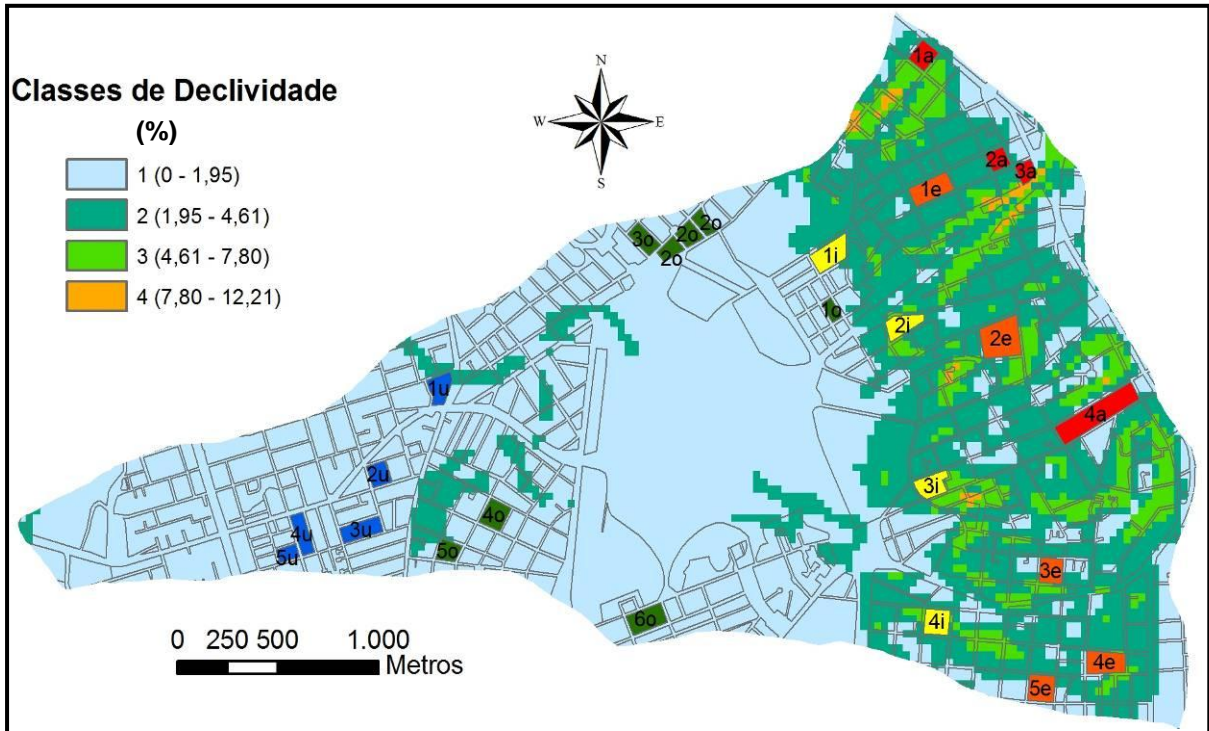 Classes de Declividade
(%)
1 (0 - 1,95)
2 (1,95 - 4,61)
3 (4,61 - 7,80)
4 (7,80 - 12,21)
N
W E
S
1a
2a
3a
1e
2o
3o
2o
2o
1i
1o
2i
2e
1u
4a
2u
3i
4o
4u
3u
5u
5o
3e
6o
4i
4e
5e
0 250 500 1.000
Metros